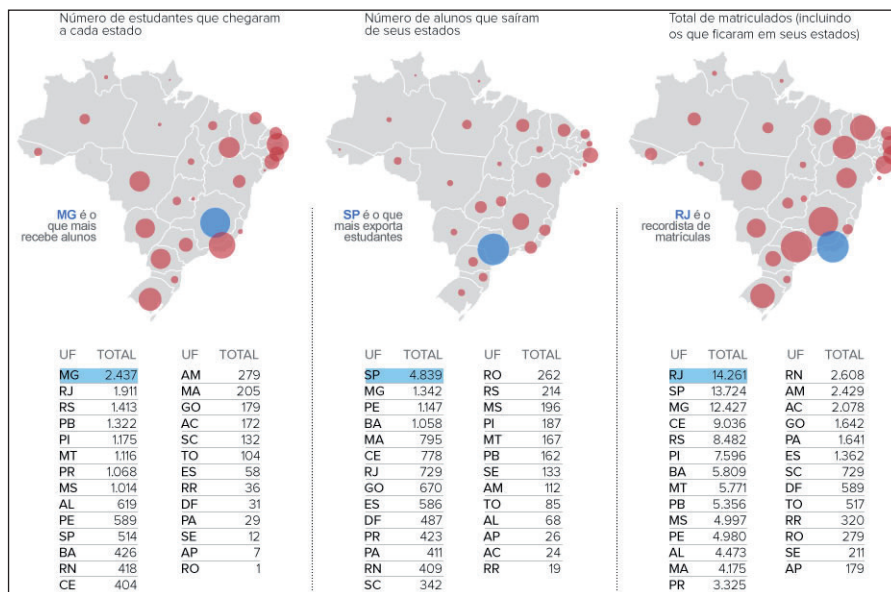 Número de estudantes que chegaram
a cada estado
MG é o
que mais
recebe alunos
UF TOTAL UF TOTAL
MG 2.437 AM 279
RJ 1.911 MA 205
RS 1.413 GO 179
PB 1.322 AC 172
PI 1.175 SC 132
MT 1.116 TO 104
PR 1.068 ES 58
MS 1.014 RR 36
AL 619 DF 31
PE 589 PA 29
SP 514 SE 12
BA 426 AP 7
RN 418 RO 1
CE 404
Número de alunos que saíram
de seus estados
SP é o que
mais exporta
estudantes
UF TOTAL UF TOTAL
SP 4.839 RO 262
MG 1.342 RS 214
PE 1.147 MS 196
BA 1.058 PI 187
MA 795 MT 167
CE 778 PB 162
RJ 729 SE 133
GO 670 AM 112
ES 586 TO 85
DF 487 AL 68
PR 423 AP 26
PA 411 AC 24
RN 409 RR 19
SC 342
Total de matriculados (incluindo
os que ficaram em seus estados)
RJ é o
recordista de
matrículas
UF TOTAL UF TOTAL
RJ 14.261 RN 2.608
SP 13.724 AM 2.429
MG 12.427 AC 2.078
CE 9.036 GO 1.642
RS 8.482 PA 1.641
PI 7.596 ES 1.362
BA 5.809 SC 729
MT 5.771 DF 589
PB 5.356 TO 517
MS 4.997 RR 320
PE 4.980 RO 279
AL 4.473 SE 211
MA 4.175 AP 179
PR 3.325